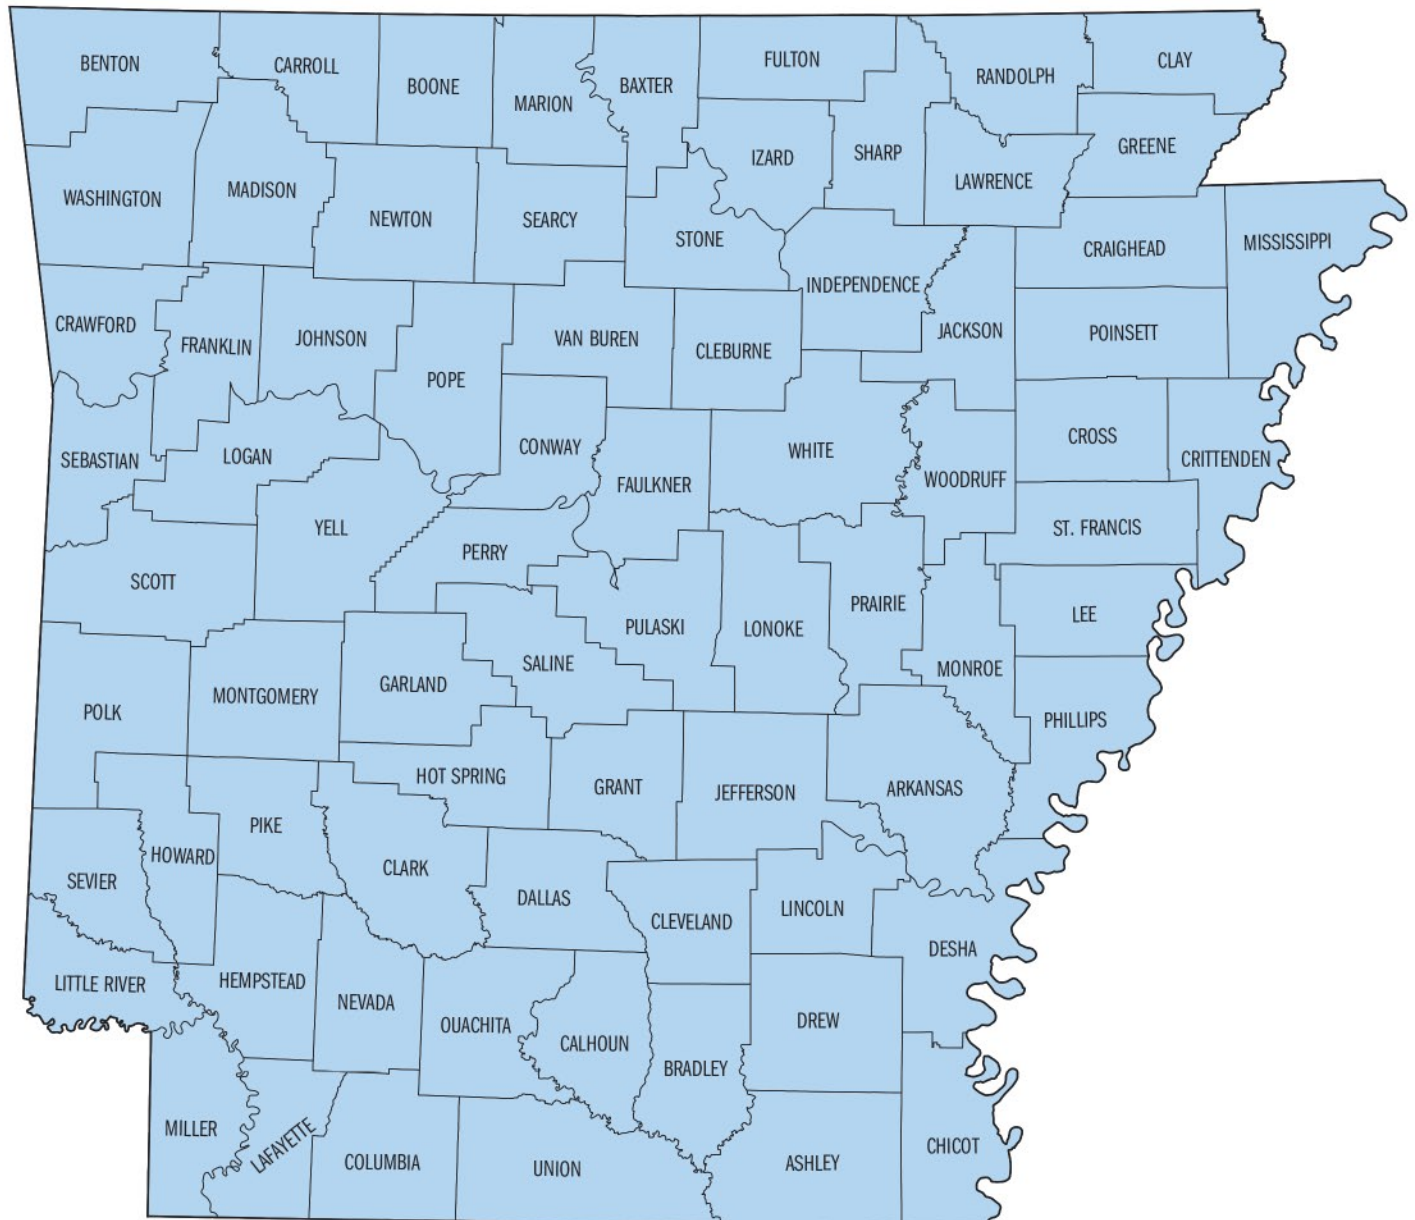 BENTON
CARROLL
BOONE
MARION
BAXTER
FULTON
RANDOLPH
CLAY
WASHINGTON
MADISON
NEWTON
SEARCY
STONE
IZARD
SHARP
LAWRENCE
GREENE
CRAIGHEAD
MISSISSIPPI
CRAWFORD
FRANKLIN
JOHNSON
POPE
VAN BUREN
CLEBURNE
INDEPENDENCE
JACKSON
POINSETT
SEBASTIAN
LOGAN
CONWAY
FAULKNER
WHITE
WOODRUFF
CROSS
CRITTENDEN
SCOTT
YELL
PERRY
PULASKI
LONOKE
PRAIRIE
MONROE
ST. FRANCIS
LEE
POLK
MONTGOMERY
GARLAND
SALINE
PHILLIPS
HOT SPRING
GRANT
JEFFERSON
ARKANSAS
SEVIER
HOWARD
PIKE
CLARK
DALLAS
CLEVELAND
LINCOLN
DESHA
LITTLE RIVER
HEMPSTEAD
NEVADA
OUACHITA
CALHOUN
BRADLEY
DREW
MILLER
LAFAYETTE
COLUMBIA
UNION
ASHLEY
CHICOT